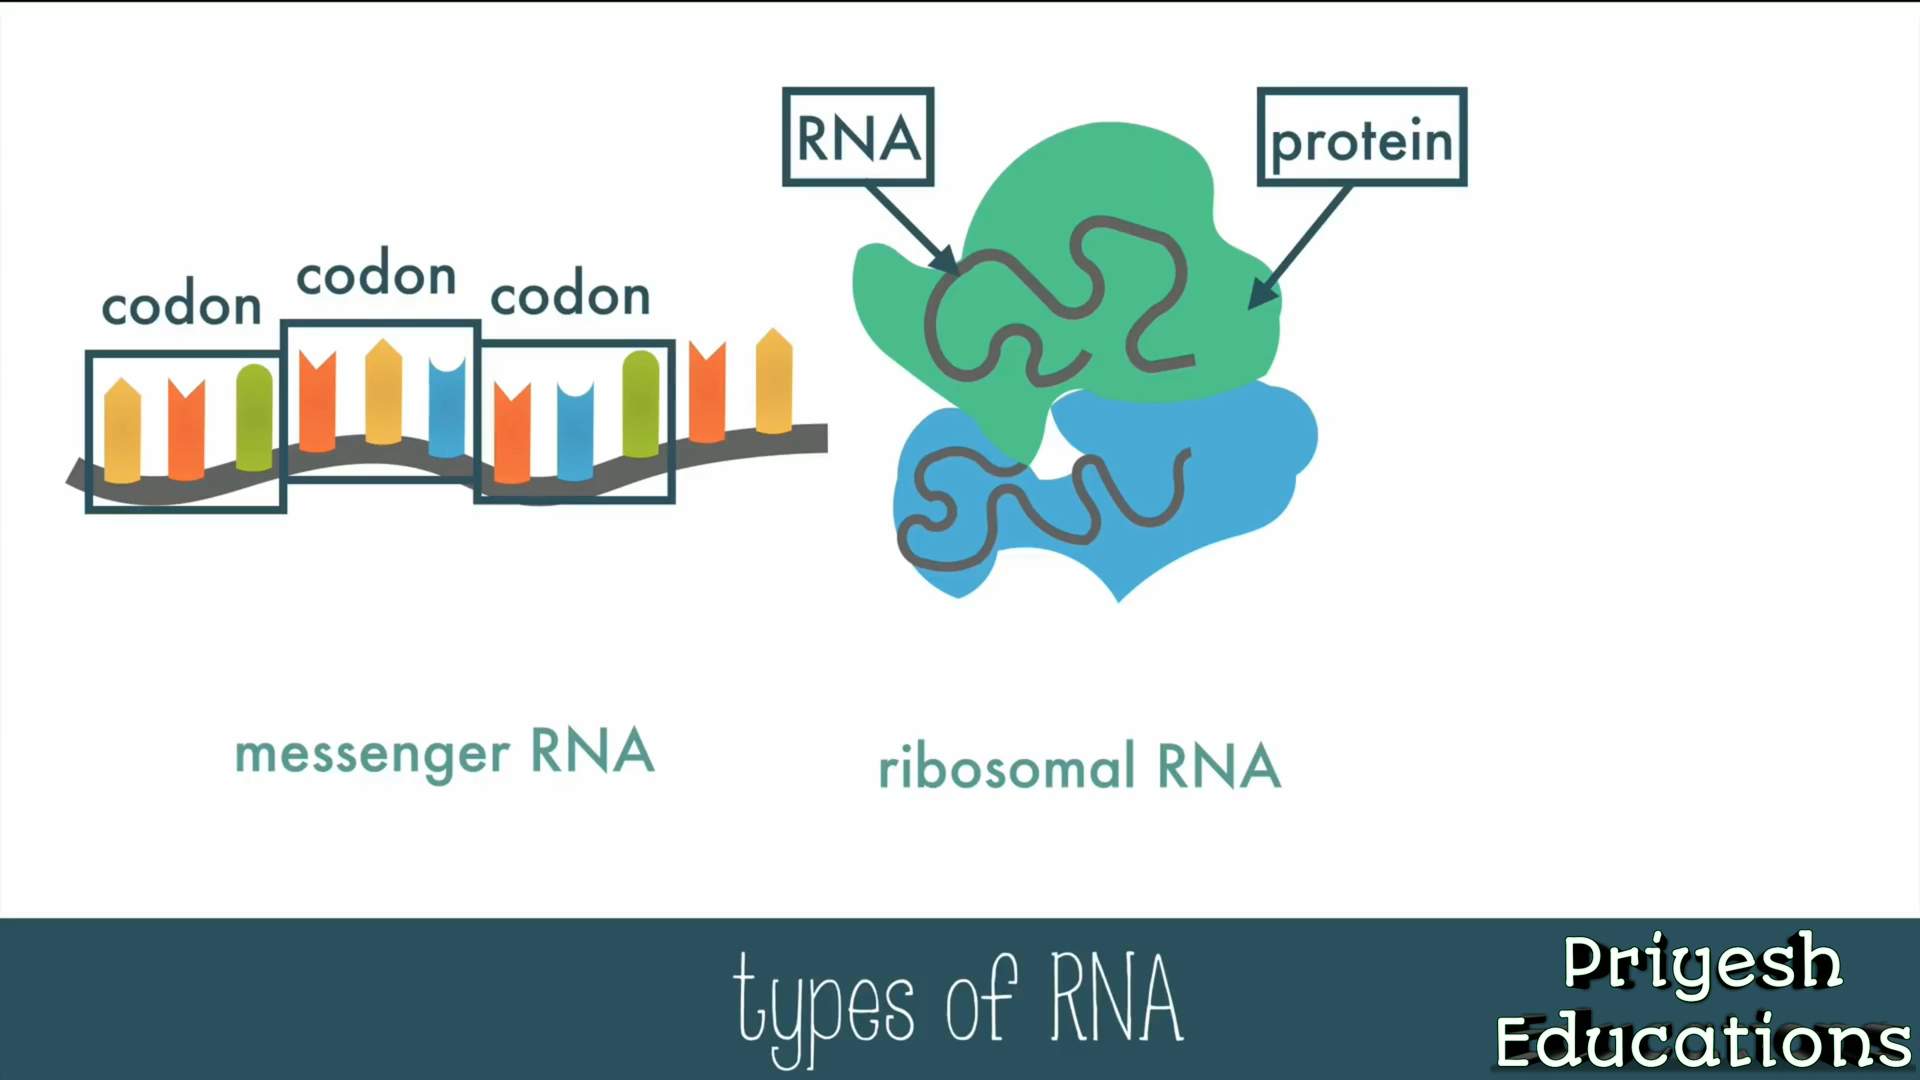 RNA
protein
codon
codon
codon
messenger RNA
ribosomal RNA
types of RNA
Priyesh
Educations